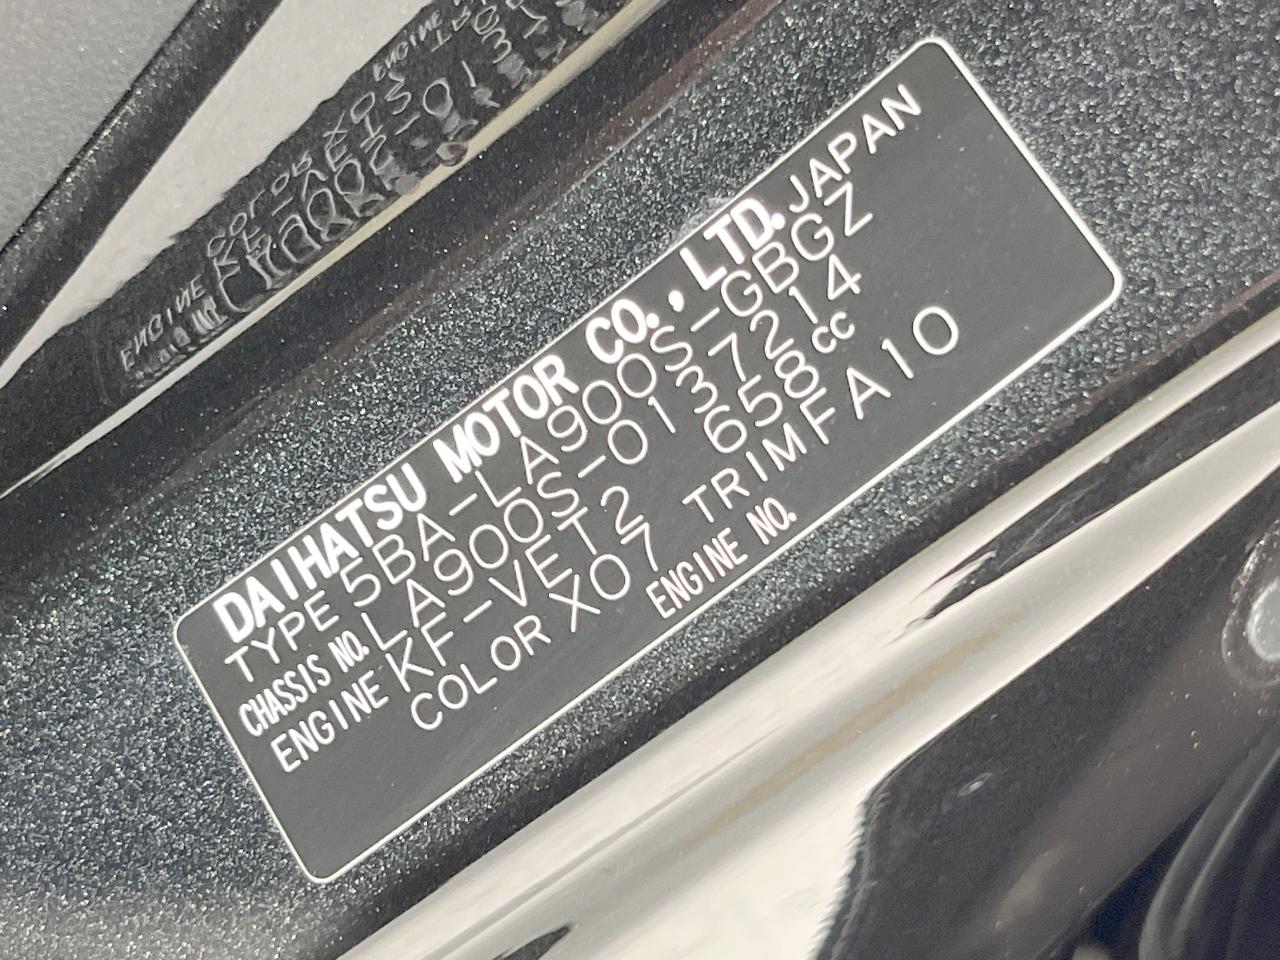 DAIHATSU MOTOR CO., LTD. JAPAN
TYPE 5BA-LA900S-GBGZ
CHASSIS NO. LA900S-0137214
ENGINE KF-VET2 658cc
COLOR X07 TRIM FA10
ENGINE NO.